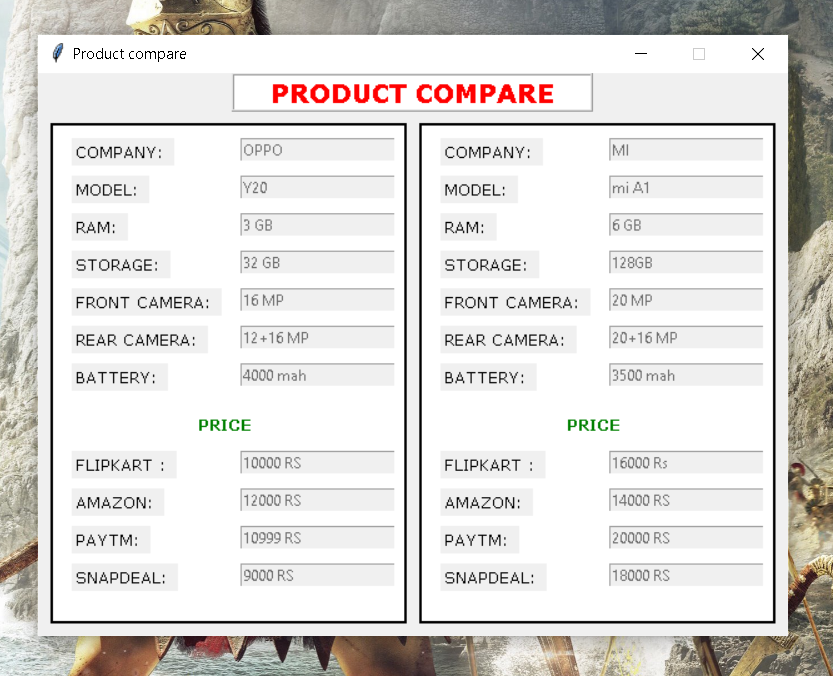 Product compare
PRODUCT COMPARE
COMPANY: OPPO
MODEL: Y20
RAM: 3 GB
STORAGE: 32 GB
FRONT CAMERA: 16 MP
REAR CAMERA: 12+16 MP
BATTERY: 4000 mah
PRICE
FLIPKART : 10000 RS
AMAZON: 12000 RS
PAYTM: 10999 RS
SNAPDEAL: 9000 RS
COMPANY: MI
MODEL: mi A1
RAM: 6 GB
STORAGE: 128GB
FRONT CAMERA: 20 MP
REAR CAMERA: 20+16 MP
BATTERY: 3500 mah
PRICE
FLIPKART : 16000 Rs
AMAZON: 14000 RS
PAYTM: 20000 RS
SNAPDEAL: 18000 RS